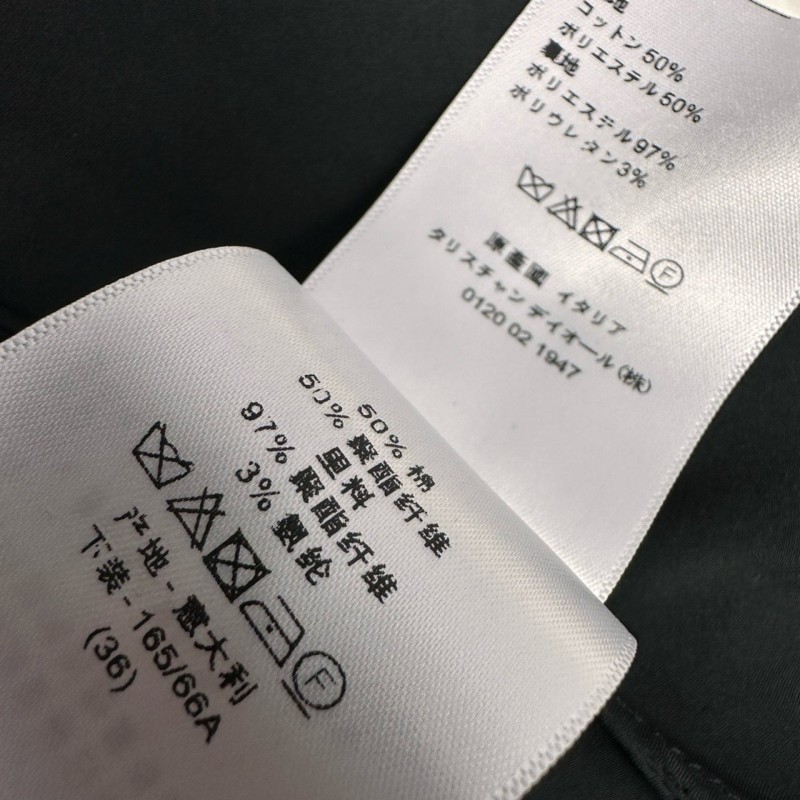 地
コットン50%
ポリエステル50%
裏地
ポリエステル97%
ポリウレタン3%
F
原産國 イタリア
タリスチャンデイオール(株)
0120 02 1947
50% 棉
50% 聚酯纤维
里料
97% 聚酯纤维
3% 氨纶
F
产地-意大利
下装-165/66A
(36)